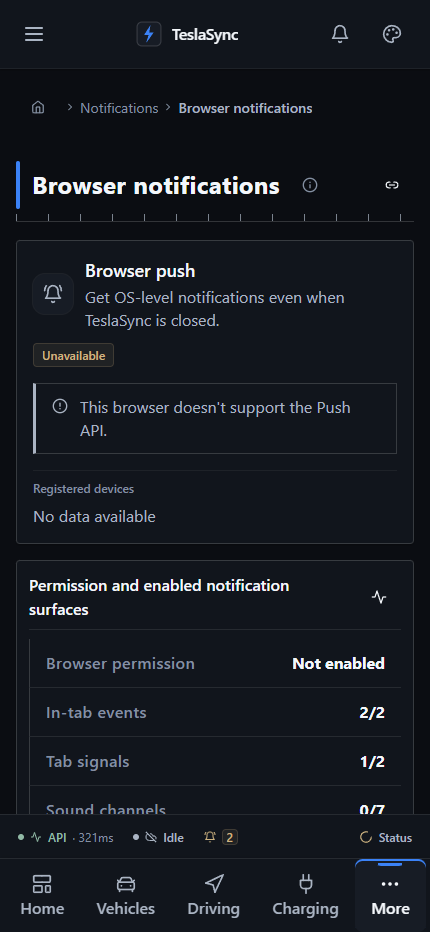 TeslaSync
Notifications
Browser notifications
Browser notifications
Browser push
Get OS-level notifications even when
TeslaSync is closed.
Unavailable
This browser doesn't support the Push
API.
Registered devices
No data available
Permission and enabled notification
surfaces
Browser permission Not enabled
In-tab events 2/2
Tab signals 1/2
Sound channels 0/7
API · 321ms Idle 2 Status
Home Vehicles Driving Charging More